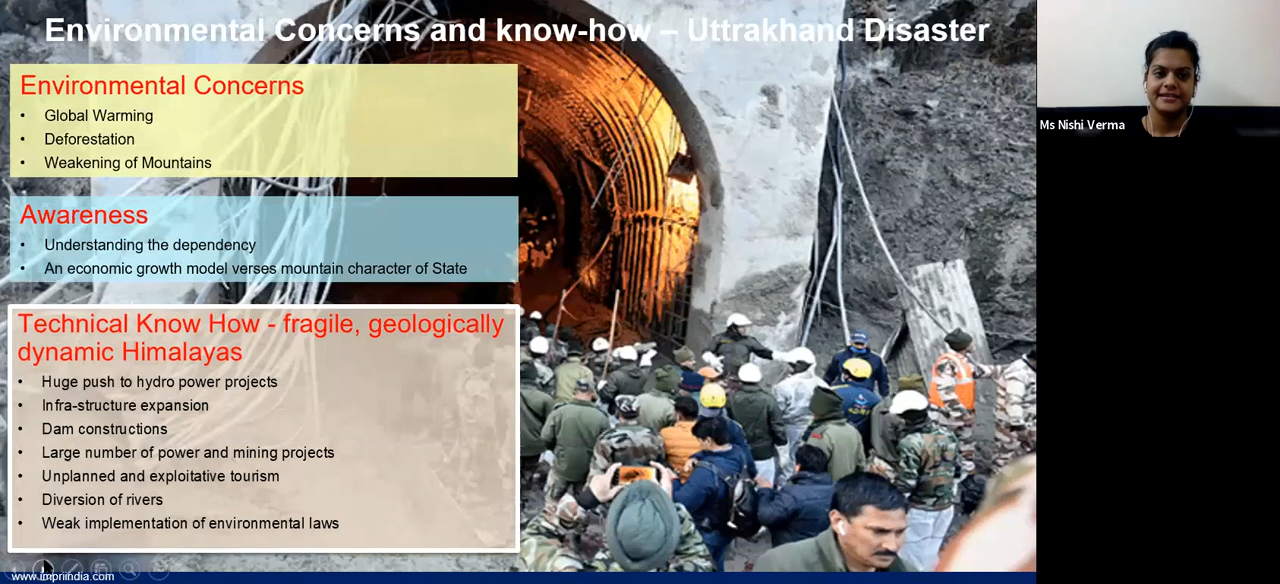 Environmental Concerns and know-how – Uttrakhand Disaster
Environmental Concerns
• Global Warming
• Deforestation
• Weakening of Mountains
Awareness
• Understanding the dependency
• An economic growth model verses mountain character of State
Technical Know How - fragile, geologically
dynamic Himalayas
• Huge push to hydro power projects
• Infra-structure expansion
• Dam constructions
• Large number of power and mining projects
• Unplanned and exploitative tourism
• Diversion of rivers
• Weak implementation of environmental laws
www.impriindia.com
Ms Nishi Verma